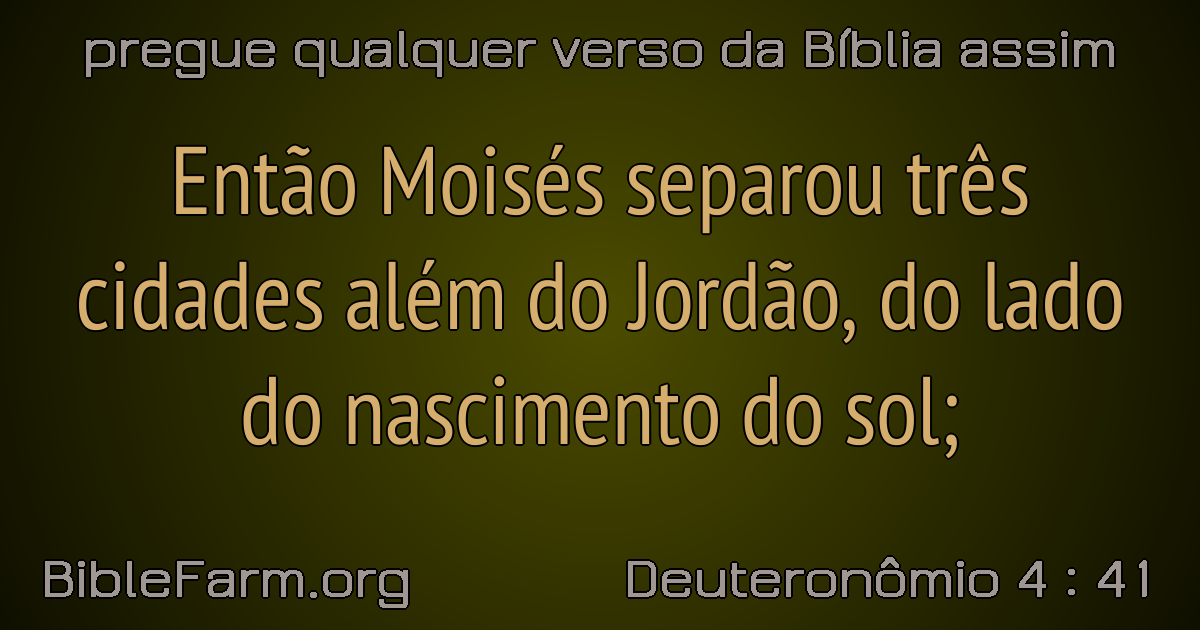 pregue qualquer verso da Bíblia assim
Então Moisés separou três
cidades além do Jordão, do lado
do nascimento do sol;
BibleFarm.org
Deuteronômio 4 : 41